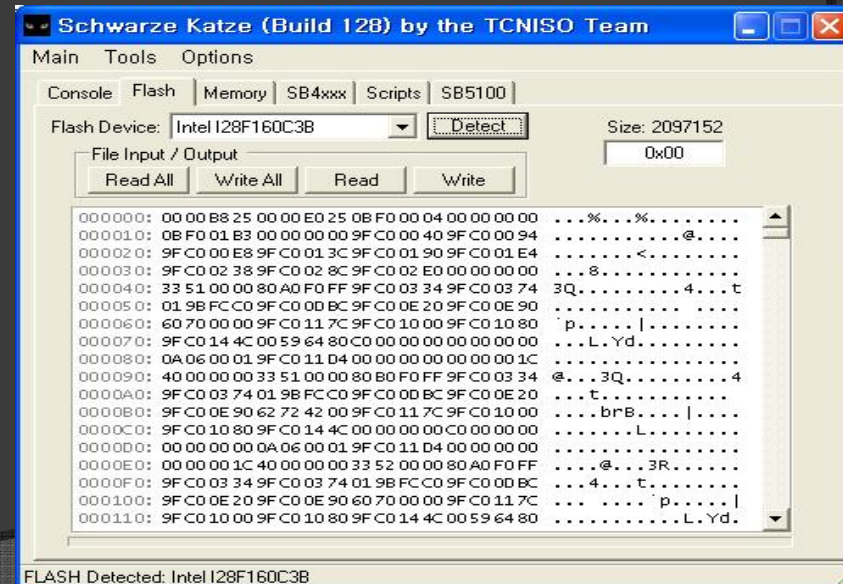 Schwarze Katze (Build 128) by the TCNISO Team
Main Tools Options
Console Flash Memory SB4xxx Scripts SB5100
Flash Device: Intel I28F160C3B Detect Size: 2097152
File Input / Output 0x00
Read All Write All Read Write
000000: 00 00 B8 25 00 00 E0 25 0B F0 00 04 00 00 00 00 ...%...%........
000010: 0B F0 01 B3 00 00 00 00 9F C0 00 40 9F C0 00 94 ...........@....
000020: 9F C0 00 E8 9F C0 01 3C 9F C0 01 90 9F C0 01 E4 .......<........
000030: 9F C0 02 38 9F C0 02 8C 9F C0 02 E0 00 00 00 00 ...8............
000040: 33 51 00 00 80 A0 F0 FF 9F C0 03 34 9F C0 03 74 3Q.........4...t
000050: 01 9B FC C0 9F C0 0D BC 9F C0 0E 20 9F C0 0E 90 ........... ....
000060: 60 70 00 00 9F C0 11 7C 9F C0 10 00 9F C0 10 80 `p.....|........
000070: 9F C0 14 4C 00 59 64 80 C0 00 00 00 00 00 00 00 ...L.Yd.........
000080: 0A 06 00 01 9F C0 11 D4 00 00 00 00 00 00 00 1C ................
000090: 40 00 00 00 33 51 00 00 80 B0 F0 FF 9F C0 03 34 @...3Q.........4
0000A0: 9F C0 03 74 01 9B FC C0 9F C0 0D BC 9F C0 0E 20 ...t...........
0000B0: 9F C0 0E 90 62 72 42 00 9F C0 11 7C 9F C0 10 00 ....brB....|....
0000C0: 9F C0 10 80 9F C0 14 4C 00 00 00 00 C0 00 00 00 .......L........
0000D0: 00 00 00 00 0A 06 00 01 9F C0 11 D4 00 00 00 00 ................
0000E0: 00 00 00 1C 40 00 00 00 33 52 00 00 80 A0 F0 FF ....@...3R......
0000F0: 9F C0 03 34 9F C0 03 74 01 9B FC C0 9F C0 0D BC ...4...t........
000100: 9F C0 0E 20 9F C0 0E 90 60 70 00 00 9F C0 11 7C ... ....`p.....|
000110: 9F C0 10 00 9F C0 10 80 9F C0 14 4C 00 59 64 80 ...........L.Yd.
FLASH Detected: Intel I28F160C3B